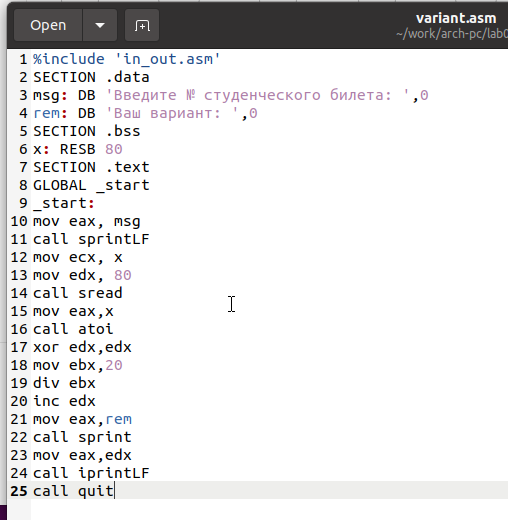 Open
variant.asm
~/work/arch-pc/lab0
1 %include 'in_out.asm'
2 SECTION .data
3 msg: DB 'Введите № студенческого билета: ',0
4 rem: DB 'Ваш вариант: ',0
5 SECTION .bss
6 x: RESB 80
7 SECTION .text
8 GLOBAL _start
9 _start:
10 mov eax, msg
11 call sprintLF
12 mov ecx, x
13 mov edx, 80
14 call sread
15 mov eax,x
16 call atoi
17 xor edx,edx
18 mov ebx,20
19 div ebx
20 inc edx
21 mov eax,rem
22 call sprint
23 mov eax,edx
24 call iprintLF
25 call quit